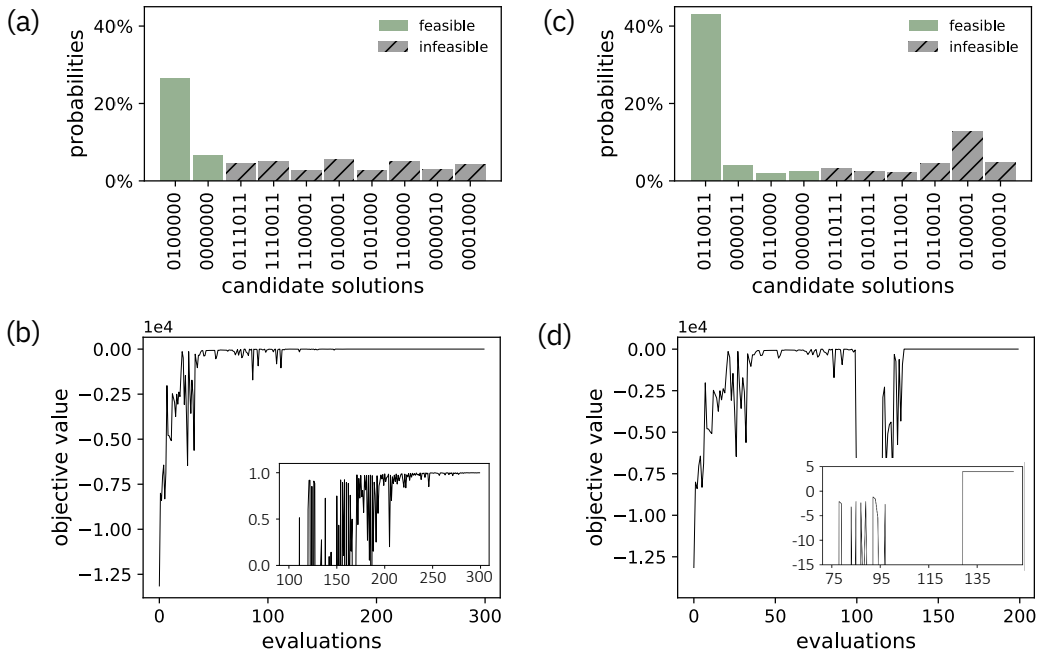 (a)
40%
20%
0%
probabilities
feasible
infeasible
0100000
0000000
0111011
1110011
1100001
0100001
0101000
1100000
0000010
0001000
candidate solutions
(c)
40%
20%
0%
probabilities
feasible
infeasible
0110011
0000011
0110000
0000000
0110111
0101011
0111001
0110010
0100001
0100010
candidate solutions
(b)
1e4
0.00
−0.25
−0.50
−0.75
−1.00
−1.25
objective value
1.0
0.5
0.0
100 150 200 250 300
0 100 200 300
evaluations
(d)
1e4
0.00
−0.25
−0.50
−0.75
−1.00
−1.25
objective value
5
0
-5
-10
-15
75 95 115 135
0 50 100 150 200
evaluations